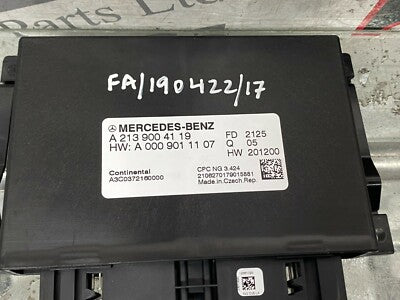 FA/190422/17
MERCEDES-BENZ
A 213 900 41 19 FD 2125
HW: A 000 901 11 07 Q 05
HW 201200
Continental CPC NG 3.424
A3C0372160000 2106270179015881
Made in Czech Rep.